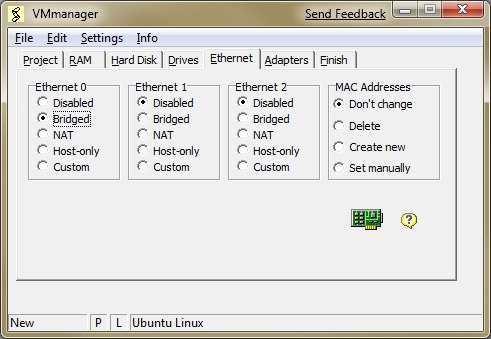 VMmanager Send Feedback
File Edit Settings Info
Project RAM Hard Disk Drives Ethernet Adapters Finish
Ethernet 0
Disabled
Bridged
NAT
Host-only
Custom
Ethernet 1
Disabled
Bridged
NAT
Host-only
Custom
Ethernet 2
Disabled
Bridged
NAT
Host-only
Custom
MAC Addresses
Don't change
Delete
Create new
Set manually
?
New P L Ubuntu Linux